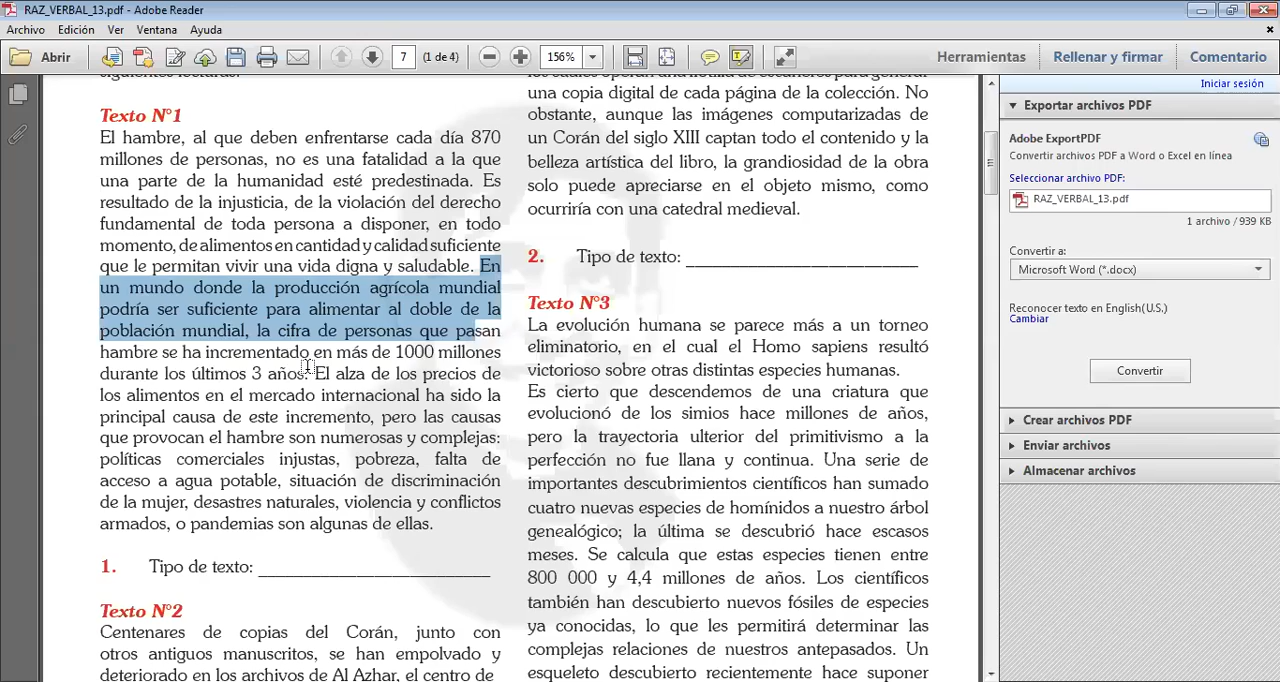 RAZ_VERBAL_13.pdf - Adobe Reader
Archivo Edición Ver Ventana Ayuda
Abrir
7 (1 de 4)
156%
Herramientas
Rellenar y firmar
Comentario
Texto N°1
El hambre, al que deben enfrentarse cada día 870
millones de personas, no es una fatalidad a la que
una parte de la humanidad esté predestinada. Es
resultado de la injusticia, de la violación del derecho
fundamental de toda persona a disponer, en todo
momento, de alimentos en cantidad y calidad suficiente
que le permitan vivir una vida digna y saludable. En
un mundo donde la producción agrícola mundial
podría ser suficiente para alimentar al doble de la
población mundial, la cifra de personas que pasan
hambre se ha incrementado en más de 1000 millones
durante los últimos 3 años. El alza de los precios de
los alimentos en el mercado internacional ha sido la
principal causa de este incremento, pero las causas
que provocan el hambre son numerosas y complejas:
políticas comerciales injustas, pobreza, falta de
acceso a agua potable, situación de discriminación
de la mujer, desastres naturales, violencia y conflictos
armados, o pandemias son algunas de ellas.
1. Tipo de texto: __________________________
Texto N°2
Centenares de copias del Corán, junto con
otros antiguos manuscritos, se han empolvado y
deteriorado en los archivos de Al Azhar, el centro de
una copia digital de cada página de la colección. No
obstante, aunque las imágenes computarizadas de
un Corán del siglo XIII captan todo el contenido y la
belleza artística del libro, la grandiosidad de la obra
solo puede apreciarse en el objeto mismo, como
ocurriría con una catedral medieval.
2. Tipo de texto: __________________________
Texto N°3
La evolución humana se parece más a un torneo
eliminatorio, en el cual el Homo sapiens resultó
victorioso sobre otras distintas especies humanas.
Es cierto que descendemos de una criatura que
evolucionó de los simios hace millones de años,
pero la trayectoria ulterior del primitivismo a la
perfección no fue llana y continua. Una serie de
importantes descubrimientos científicos han sumado
cuatro nuevas especies de homínidos a nuestro árbol
genealógico; la última se descubrió hace escasos
meses. Se calcula que estas especies tienen entre
800 000 y 4,4 millones de años. Los científicos
también han descubierto nuevos fósiles de especies
ya conocidas, lo que les permitirá determinar las
complejas relaciones de nuestros antepasados. Un
esqueleto descubierto recientemente hace suponer
Iniciar sesión
Exportar archivos PDF
Adobe ExportPDF
Convertir archivos PDF a Word o Excel en línea
Seleccionar archivo PDF:
RAZ_VERBAL_13.pdf
1 archivo / 939 KB
Convertir a:
Microsoft Word (*.docx)
Reconocer texto en English(U.S.)
Cambiar
Convertir
Crear archivos PDF
Enviar archivos
Almacenar archivos